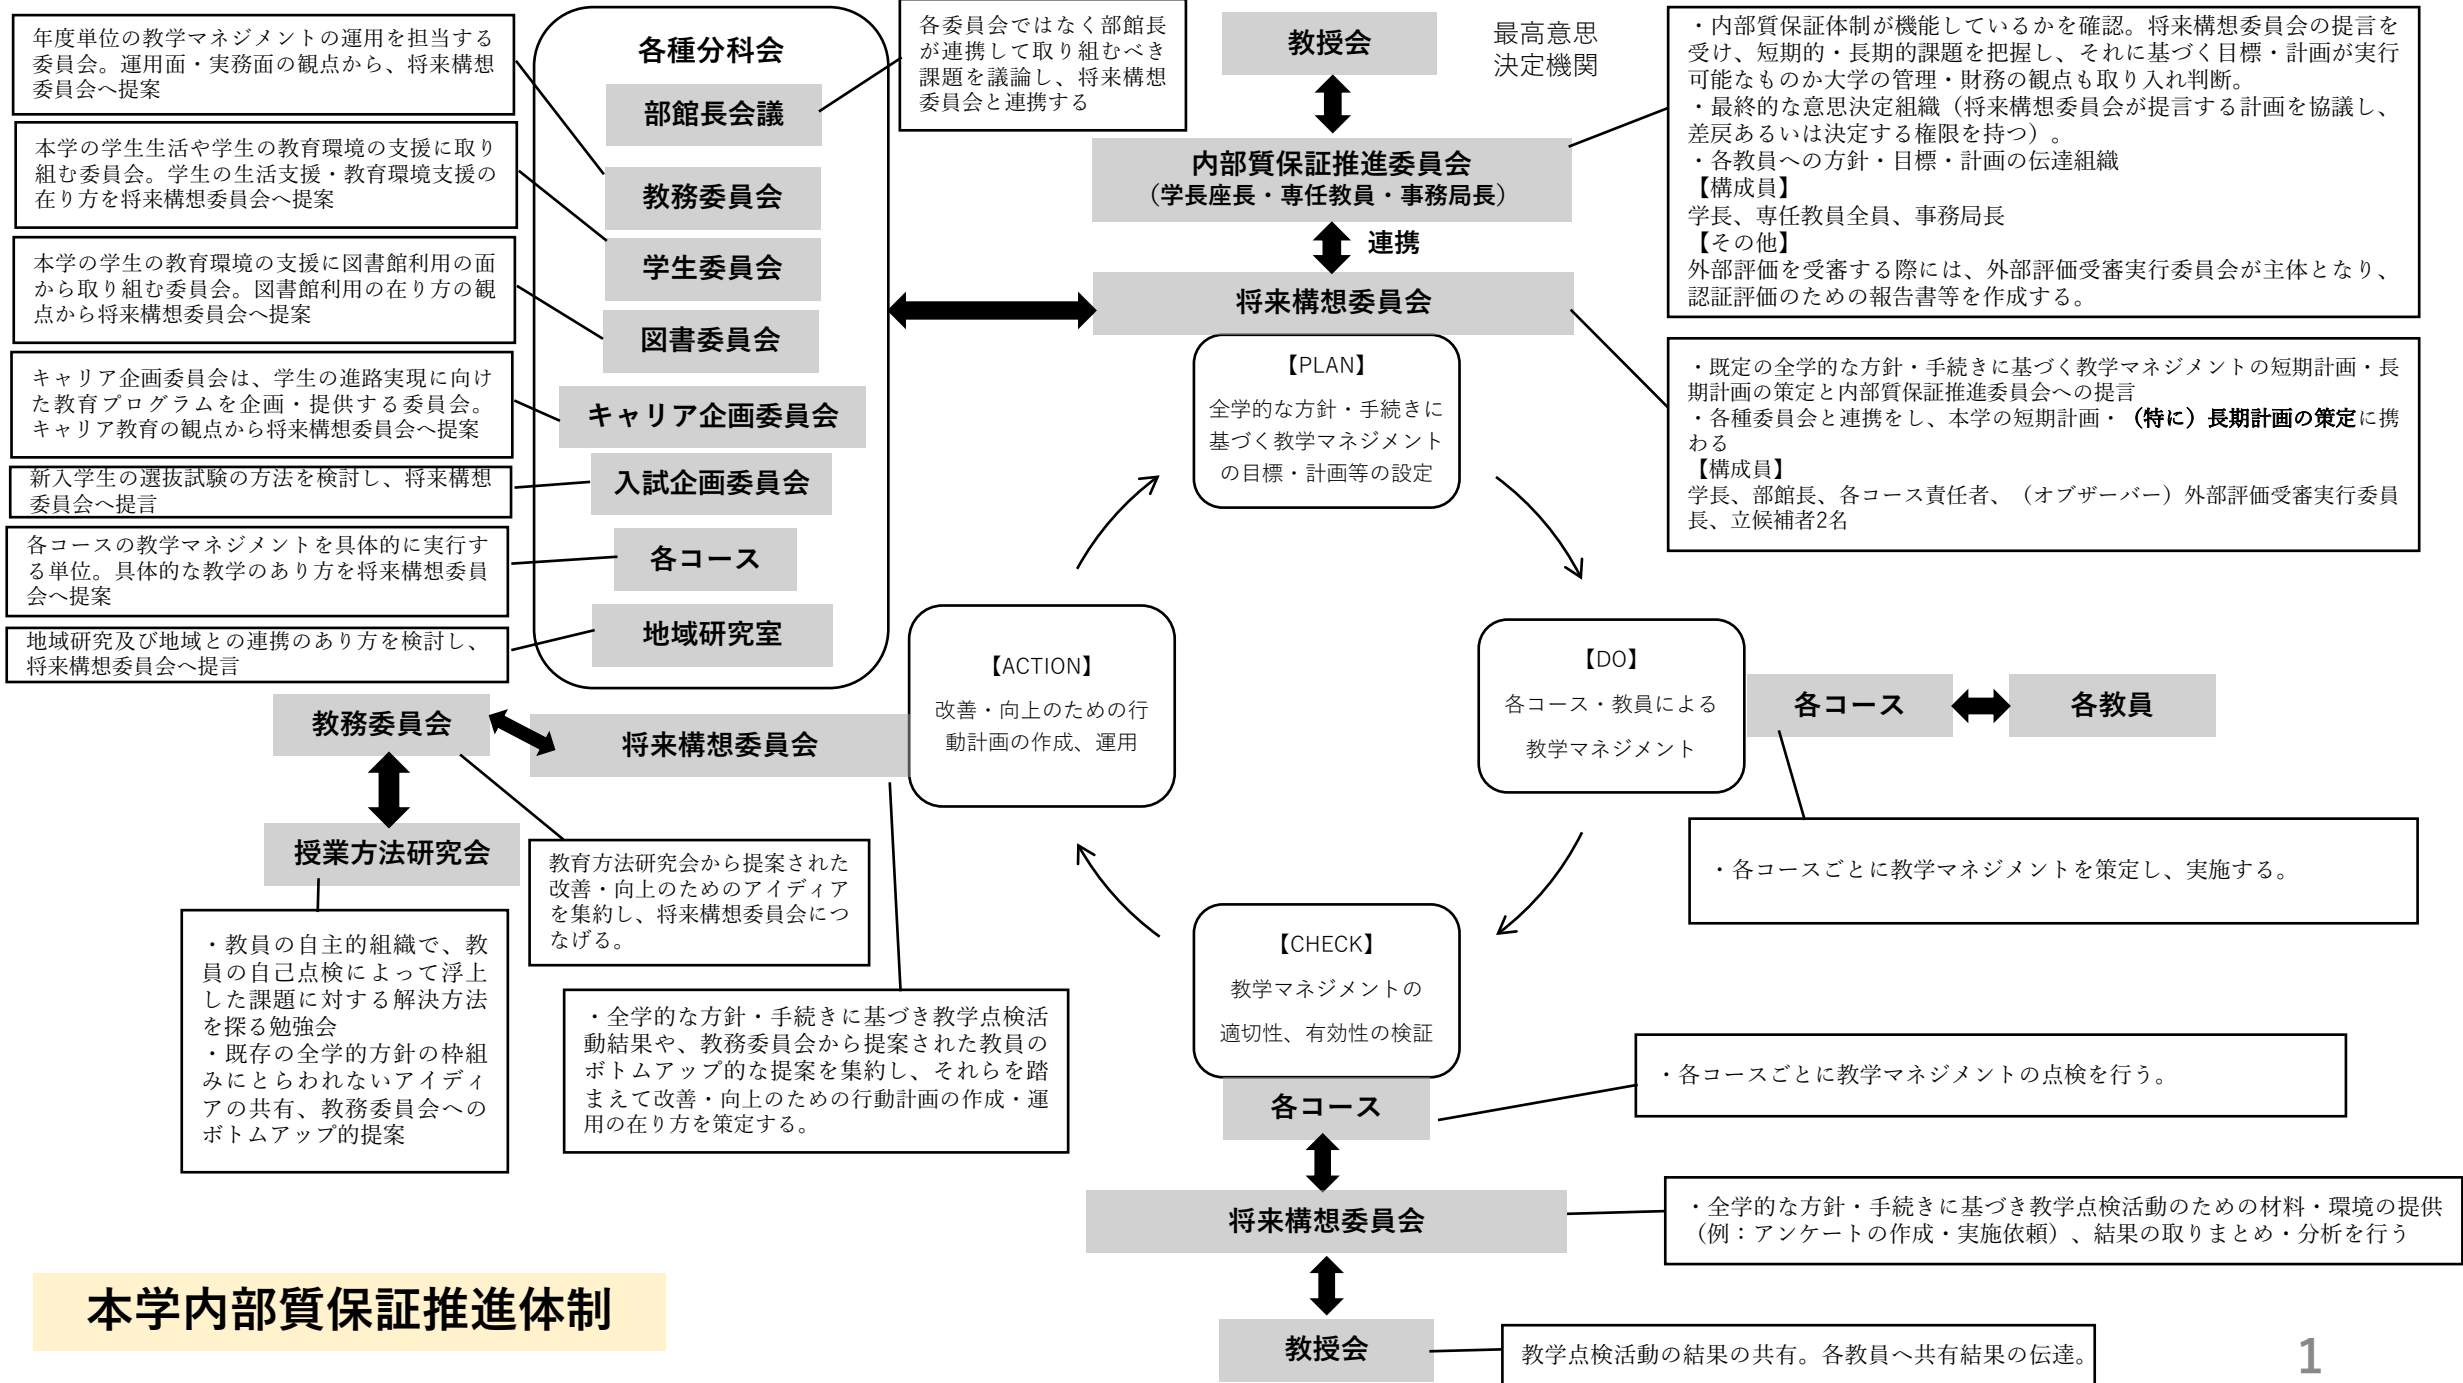 年度単位の教学マネジメントの運用を担当する
委員会。運用面・実務面の観点から、将来構想
委員会へ提案
本学の学生生活や学生の教育環境の支援に取り
組む委員会。学生の生活支援・教育環境支援の
在り方を将来構想委員会へ提案
本学の学生の教育環境の支援に図書館利用の面
から取り組む委員会。図書館利用の在り方の観
点から将来構想委員会へ提案
キャリア企画委員会は、学生の進路実現に向け
た教育プログラムを企画・提供する委員会。
キャリア教育の観点から将来構想委員会へ提案
新入学生の選抜試験の方法を検討し、将来構想
委員会へ提言
各コースの教学マネジメントを具体的に実行す
る単位。具体的な教学のあり方を将来構想委員
会へ提案
地域研究及び地域との連携のあり方を検討し、
将来構想委員会へ提言
各種分科会
部館長会議
教務委員会
学生委員会
図書委員会
キャリア企画委員会
入試企画委員会
各コース
地域研究室
各委員会ではなく部館長
が連携して取り組むべき
課題を議論し、将来構想
委員会と連携する
教授会
最高意思
決定機関
内部質保証推進委員会
（学長座長・専任教員・事務局長）
連携
将来構想委員会
・内部質保証体制が機能しているかを確認。将来構想委員会の提言を
受け、短期的・長期的課題を把握し、それに基づく目標・計画が実行
可能なものか大学の管理・財務の観点も取り入れ判断。
・最終的な意思決定組織（将来構想委員会が提言する計画を協議し、
差戻あるいは決定する権限を持つ）。
・各教員への方針・目標・計画の伝達組織
【構成員】
学長、専任教員全員、事務局長
【その他】
外部評価を受審する際には、外部評価受審実行委員会が主体となり、
認証評価のための報告書等を作成する。
・既定の全学的な方針・手続きに基づく教学マネジメントの短期計画・長
期計画の策定と内部質保証推進委員会への提言
・各種委員会と連携をし、本学の短期計画・（特に）長期計画の策定に携
わる
【構成員】
学長、部館長、各コース責任者、（オブザーバー）外部評価受審実行委員
長、立候補者2名
【PLAN】
全学的な方針・手続きに
基づく教学マネジメント
の目標・計画等の設定
【DO】
各コース・教員による
教学マネジメント
各コース
各教員
・各コースごとに教学マネジメントを策定し、実施する。
【CHECK】
教学マネジメントの
適切性、有効性の検証
各コース
・各コースごとに教学マネジメントの点検を行う。
将来構想委員会
・全学的な方針・手続きに基づき教学点検活動のための材料・環境の提供
（例：アンケートの作成・実施依頼）、結果の取りまとめ・分析を行う
教授会
教学点検活動の結果の共有。各教員へ共有結果の伝達。
【ACTION】
改善・向上のための行
動計画の作成、運用
将来構想委員会
教務委員会
授業方法研究会
教育方法研究会から提案された
改善・向上のためのアイディア
を集約し、将来構想委員会につ
なげる。
・教員の自主的組織で、教
員の自己点検によって浮上
した課題に対する解決方法
を探る勉強会
・既存の全学的方針の枠組
みにとらわれないアイディ
アの共有、教務委員会への
ボトムアップ的提案
・全学的な方針・手続きに基づき教学点検活
動結果や、教務委員会から提案された教員の
ボトムアップ的な提案を集約し、それらを踏
まえて改善・向上のための行動計画の作成・運
用の在り方を策定する。
本学内部質保証推進体制
1